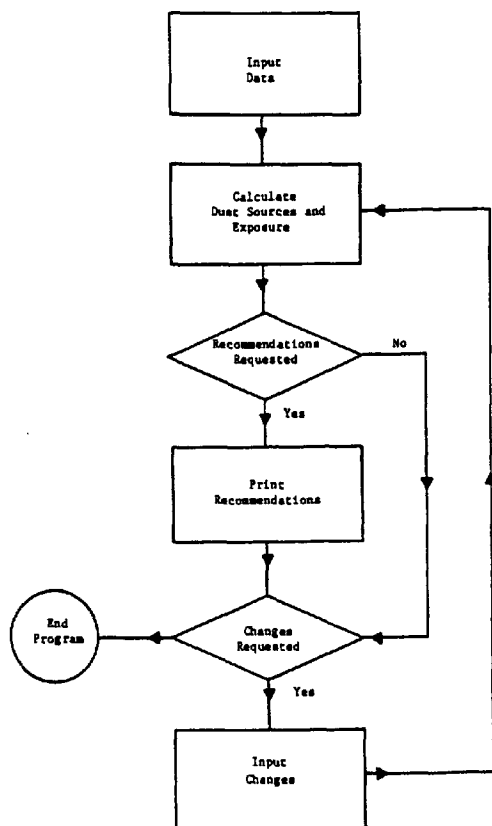 Input
Data
Calculate
Dust Sources and
Exposure
Recommendations
Requested
No
Yes
Print
Recommendations
End
Program
Changes
Requested
Yes
Input
Changes